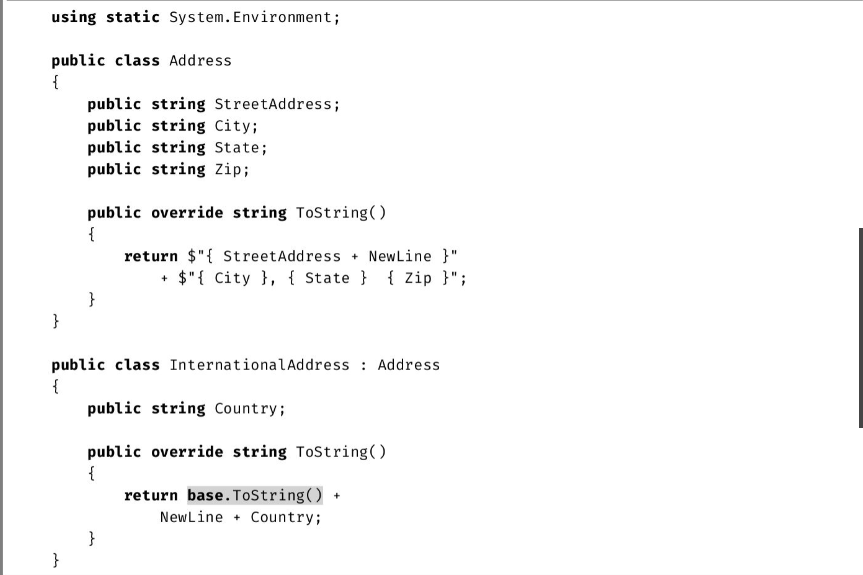 using static System.Environment;
public class Address
{
public string StreetAddress;
public string City;
public string State;
public string Zip;
public override string ToString()
{
return $"{ StreetAddress + NewLine }"
+ $"{ City }, { State }  { Zip }";
}
}
public class InternationalAddress : Address
{
public string Country;
public override string ToString()
{
return base.ToString() +
NewLine + Country;
}
}